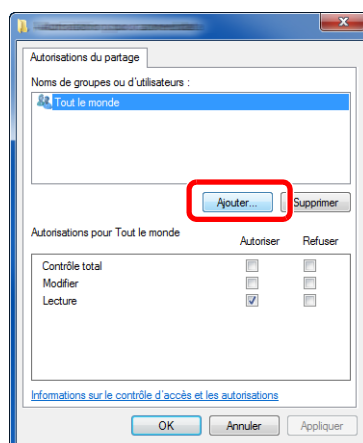 Autorisations du partage
Noms de groupes ou d'utilisateurs :
Tout le monde
Ajouter... Supprimer
Autorisations pour Tout le monde Autoriser Refuser
Contrôle total
Modifier
Lecture
Informations sur le contrôle d'accès et les autorisations
OK Annuler Appliquer